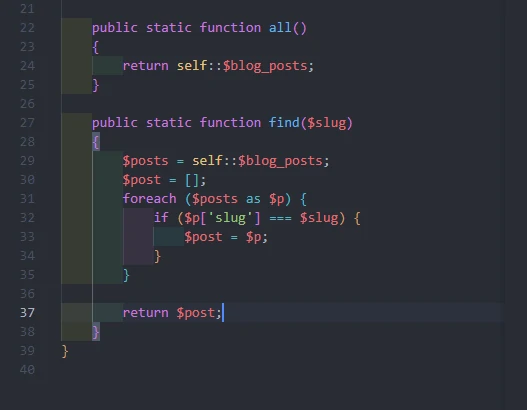 21
22 public static function all()
23 {
24 return self::$blog_posts;
25 }
26
27 public static function find($slug)
28 {
29 $posts = self::$blog_posts;
30 $post = [];
31 foreach ($posts as $p) {
32 if ($p['slug'] === $slug) {
33 $post = $p;
34 }
35 }
36
37 return $post;
38 }
39 }
40